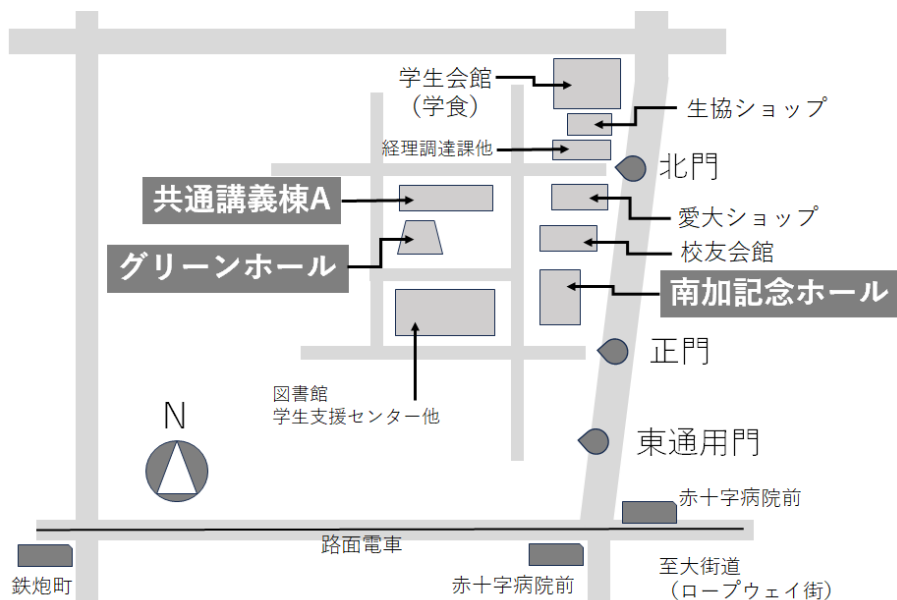 学生会館
（学食）
生協ショップ
経理調達課他
北門
共通講義棟A
愛大ショップ
グリーンホール
校友会館
南加記念ホール
正門
図書館
学生支援センター他
N
東通用門
赤十字病院前
路面電車
鉄炮町
赤十字病院前
至大街道
（ロープウェイ街）